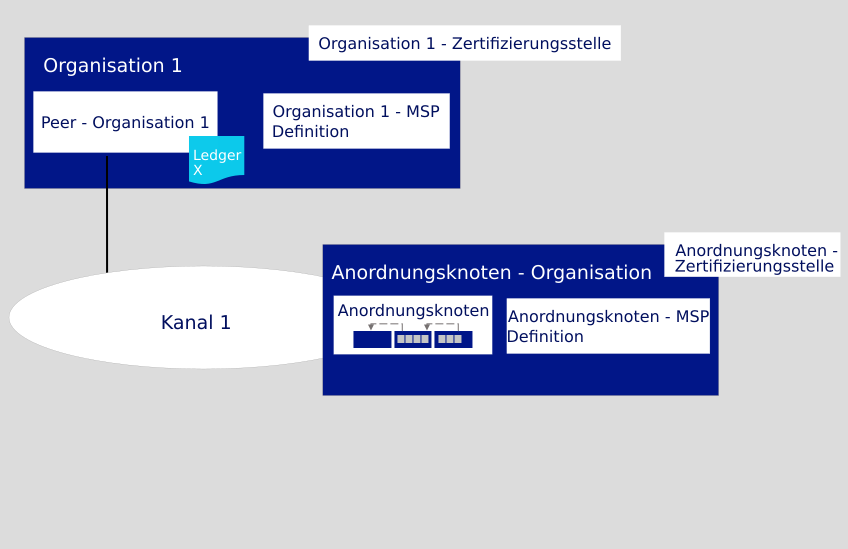 Organisation 1 - Zertifizierungsstelle
Organisation 1
Peer - Organisation 1
Organisation 1 - MSP
Definition
Ledger
X
Anordnungsknoten -
Zertifizierungsstelle
Anordnungsknoten - Organisation
Anordnungsknoten
Anordnungsknoten - MSP
Definition
Kanal 1